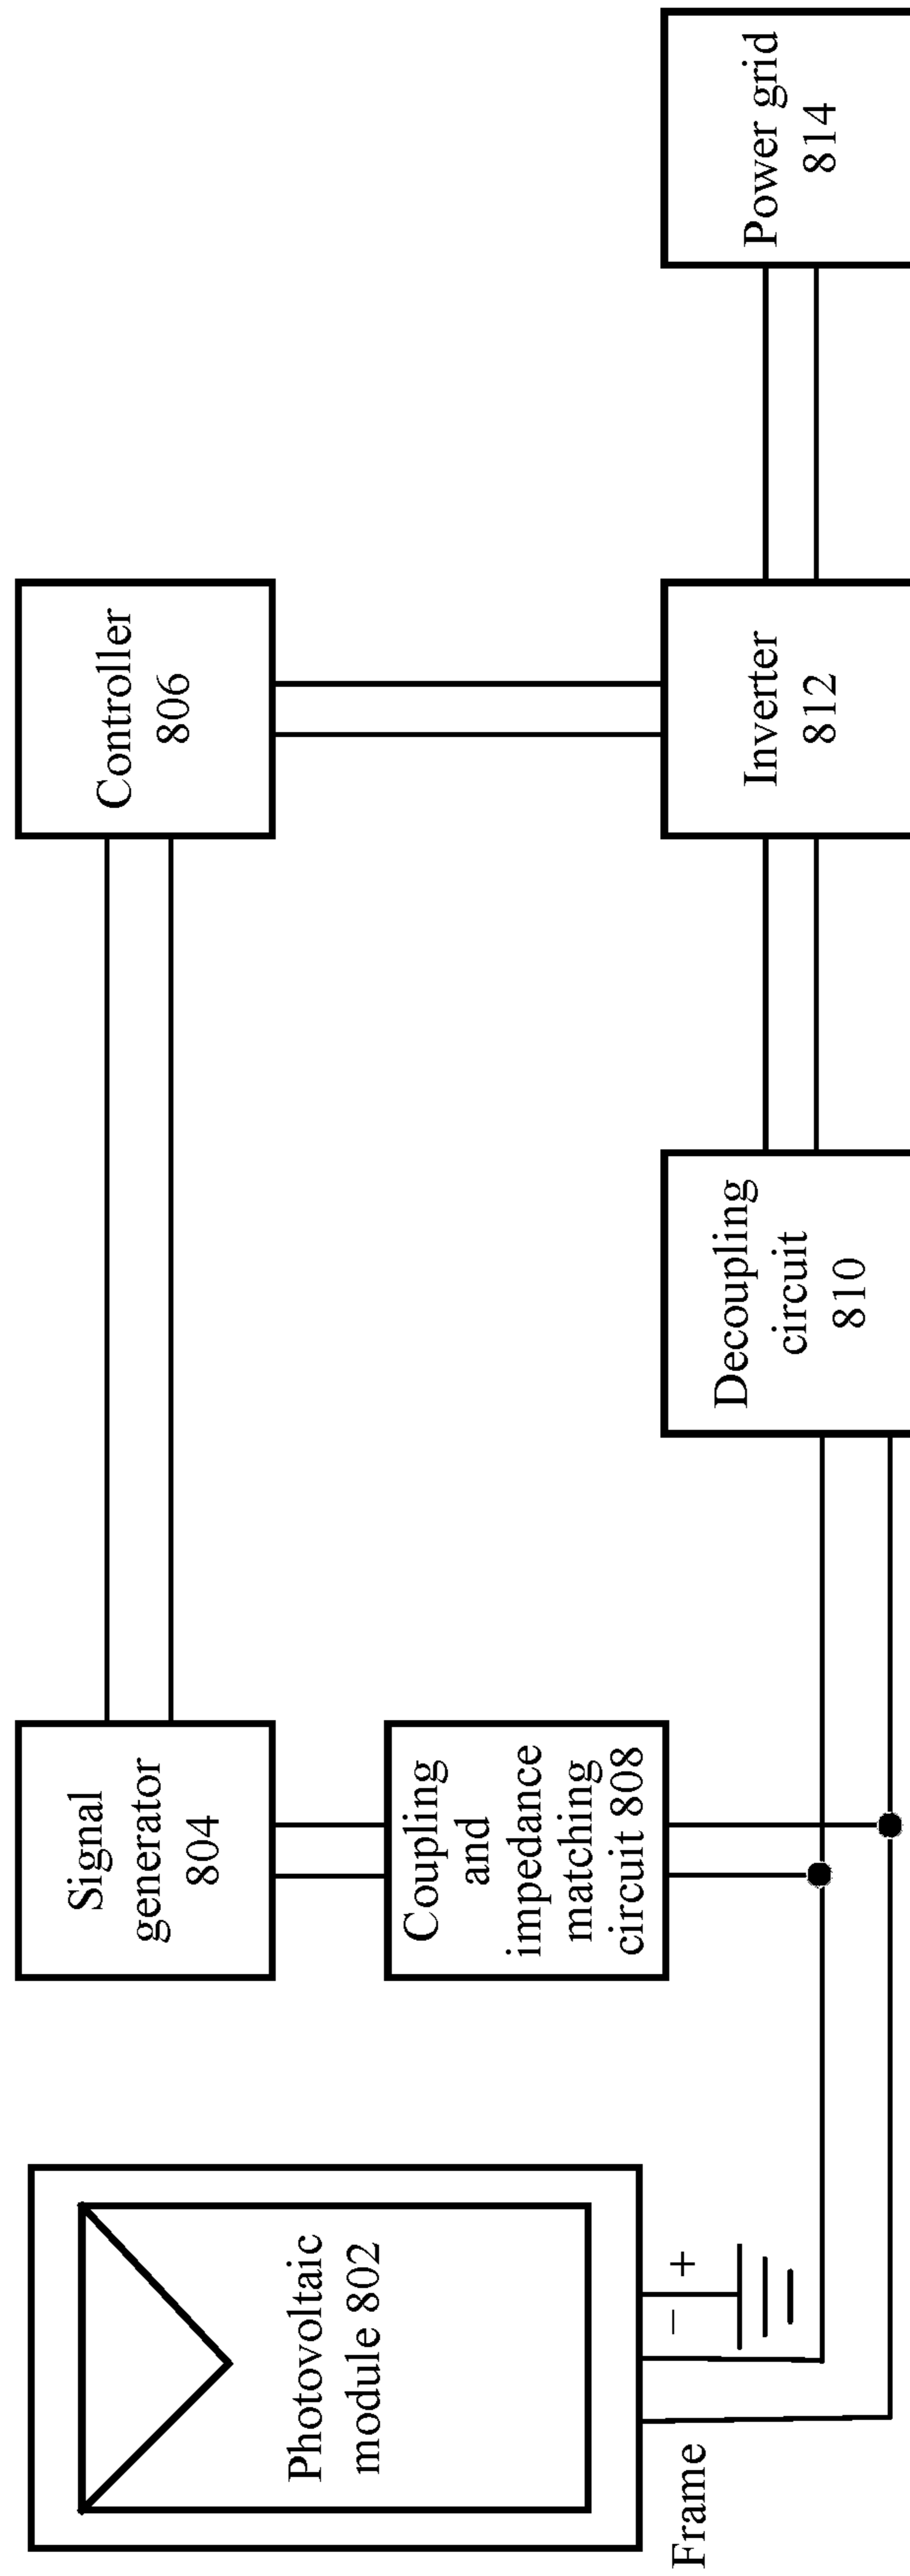 Photovoltaic
module 802
Frame
−
+
Signal
generator
804
Coupling
and
impedance
matching
circuit 808
Controller
806
Decoupling
circuit
810
Inverter
812
Power grid
814